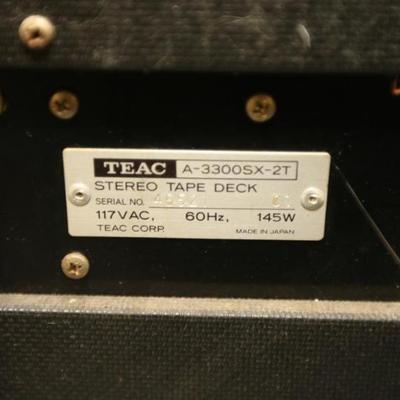 TEAC A-3300SX-2T
STEREO TAPE DECK
SERIAL NO.
117VAC, 60Hz, 145W
TEAC CORP. MADE IN JAPAN